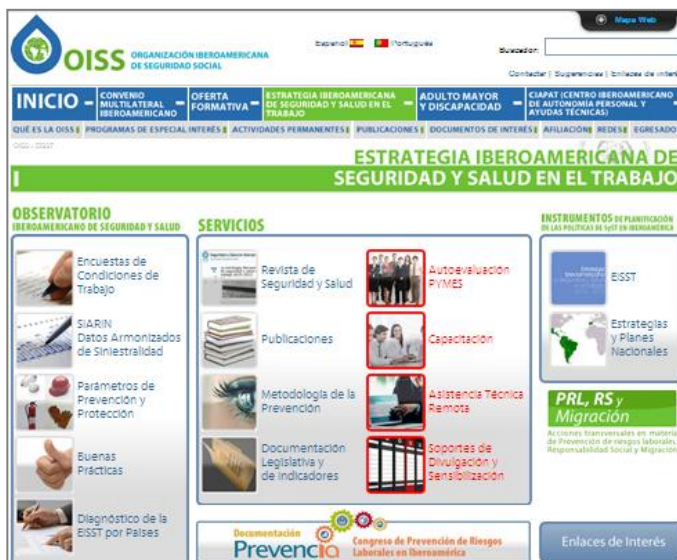 Mapa Web
OISS
ORGANIZACIÓN IBEROAMERICANA
DE SEGURIDAD SOCIAL
Español
Portugués
Buscador:
Contactar | Sugerencias | Enlaces de interé
INICIO
CONVENIO
MULTILATERAL
IBEROAMERICANO
OFERTA
FORMATIVA
ESTRATEGIA IBEROAMERICANA
DE SEGURIDAD Y SALUD EN EL
TRABAJO
ADULTO MAYOR
Y DISCAPACIDAD
CIAPAT (CENTRO IBEROAMERICANO
DE AUTONOMÍA PERSONAL Y
AYUDAS TÉCNICAS)
QUÉ ES LA OISS PROGRAMAS DE ESPECIAL INTERÉS ACTIVIDADES PERMANENTES PUBLICACIONES DOCUMENTOS DE INTERÉS AFILIACIÓN REDES EGRESADO
OISS - EISST
ESTRATEGIA IBEROAMERICANA DE
SEGURIDAD Y SALUD EN EL TRABAJO
OBSERVATORIO
IBEROAMERICANO DE SEGURIDAD Y SALUD
Encuestas de
Condiciones de
Trabajo
SIARIN
Datos Armonizados
de Siniestralidad
Parámetros de
Prevención y
Protección
Buenas
Prácticas
Diagnóstico de la
EISST por Países
SERVICIOS
Revista de
Seguridad y Salud
Publicaciones
Metodología de la
Prevención
Documentación
Legislativa y
de Indicadores
Autoevaluación
PYMES
Capacitación
Asistencia Técnica
Remota
Soportes de
Divulgación y
Sensibilización
Documentación
Prevencia
Congreso de Prevención de Riesgos
Laborales en Iberoamérica
INSTRUMENTOS DE PLANIFICACIÓN
DE LAS POLÍTICAS DE SyST EN IBEROAMÉRICA
EISST
Estrategias
y Planes
Nacionales
PRL, RS y
Migración
Acciones transversales en materia
de Prevención de riesgos laborales,
Responsabilidad Social y Migración
Enlaces de Interés